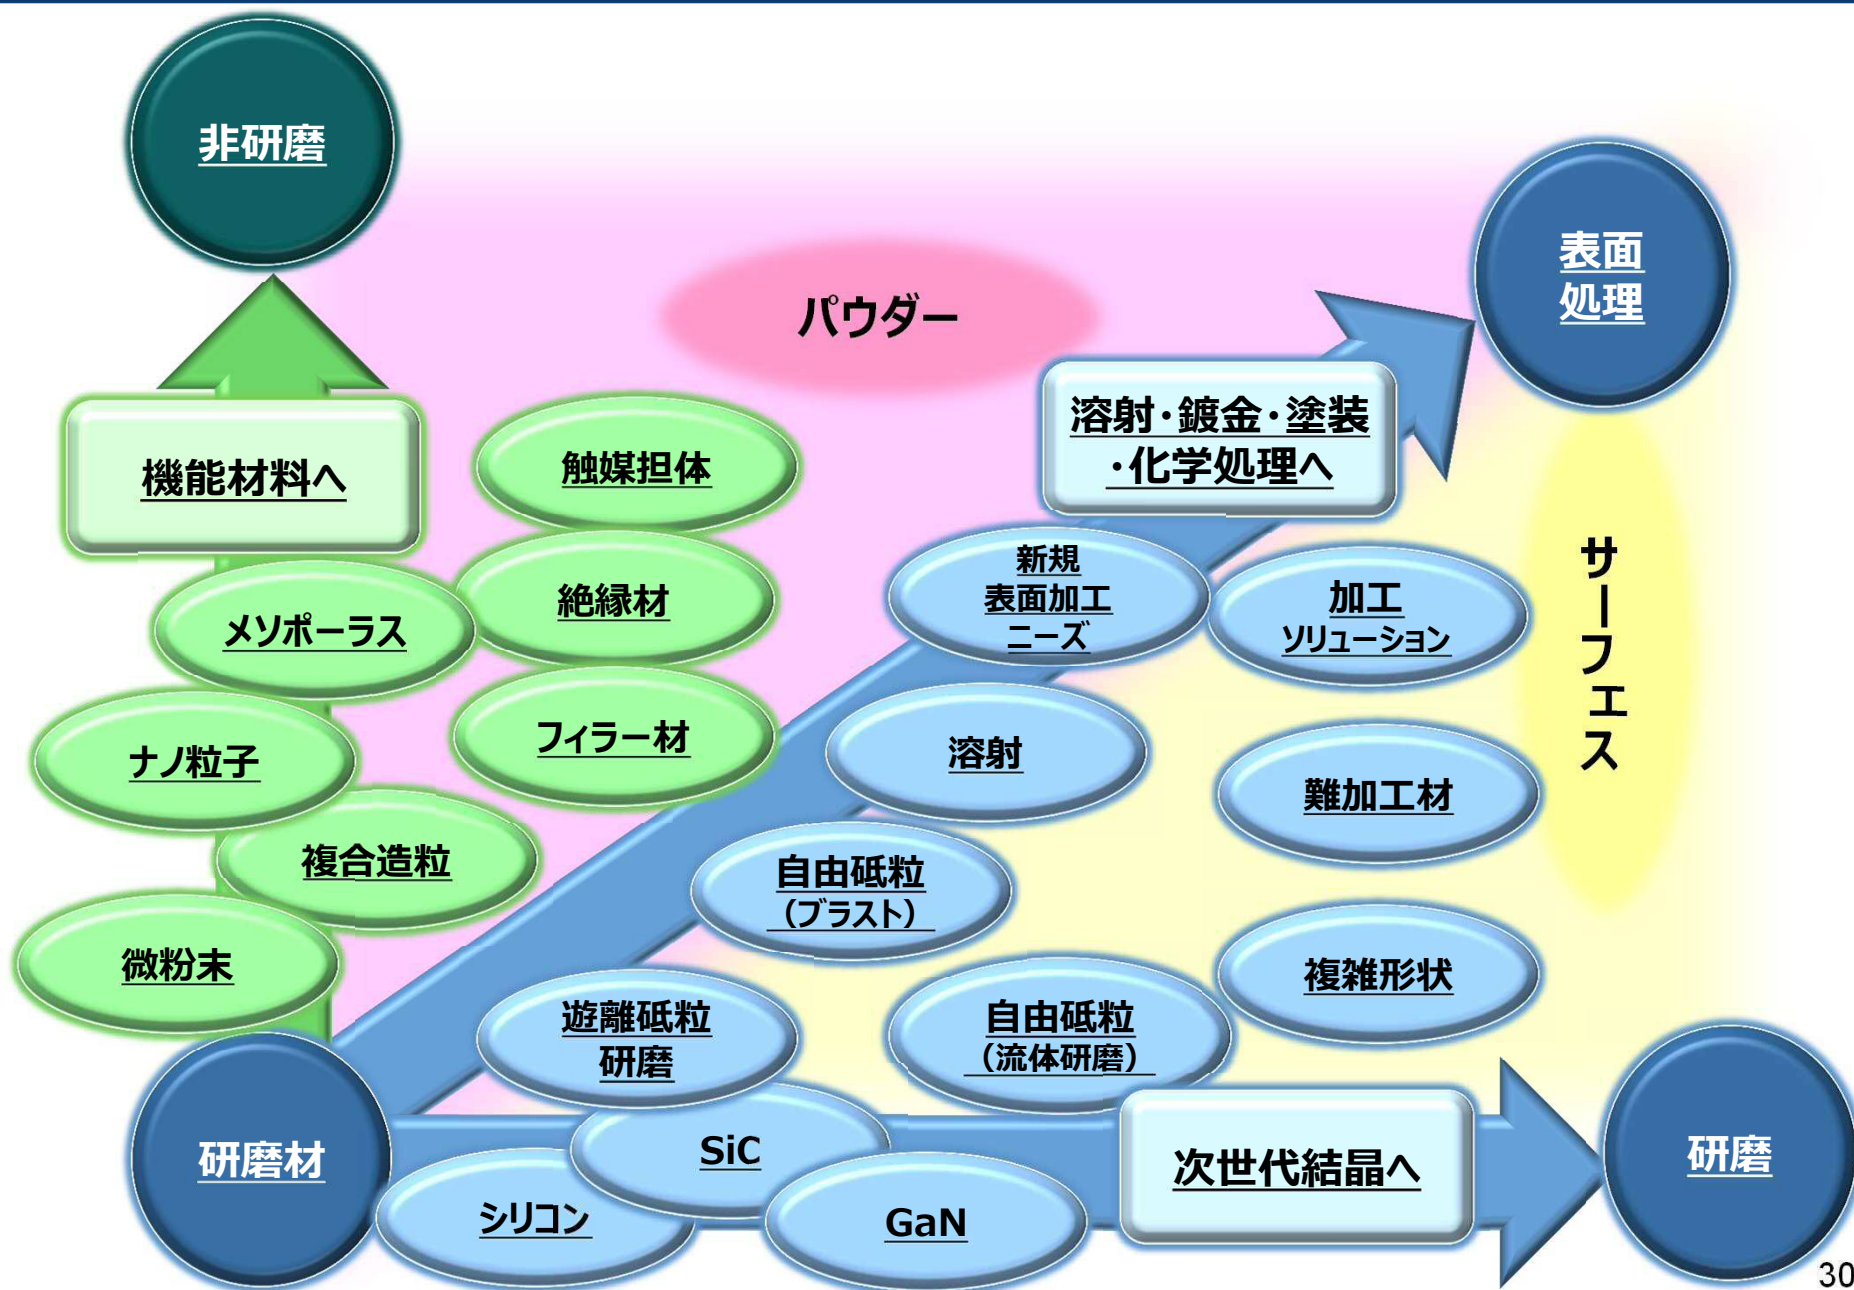 非研磨
表面
処理
パウダー
溶射・鍍金・塗装
・化学処理へ
機能材料へ
触媒担体
サーフェス
新規
表面加工
ニーズ
加工
ソリューション
絶縁材
メソポーラス
フィラー材
溶射
ナノ粒子
難加工材
複合造粒
自由砥粒
（ブラスト）
微粉末
複雑形状
遊離砥粒
研磨
自由砥粒
（流体研磨）
研磨材
SiC
次世代結晶へ
研磨
シリコン
GaN
30